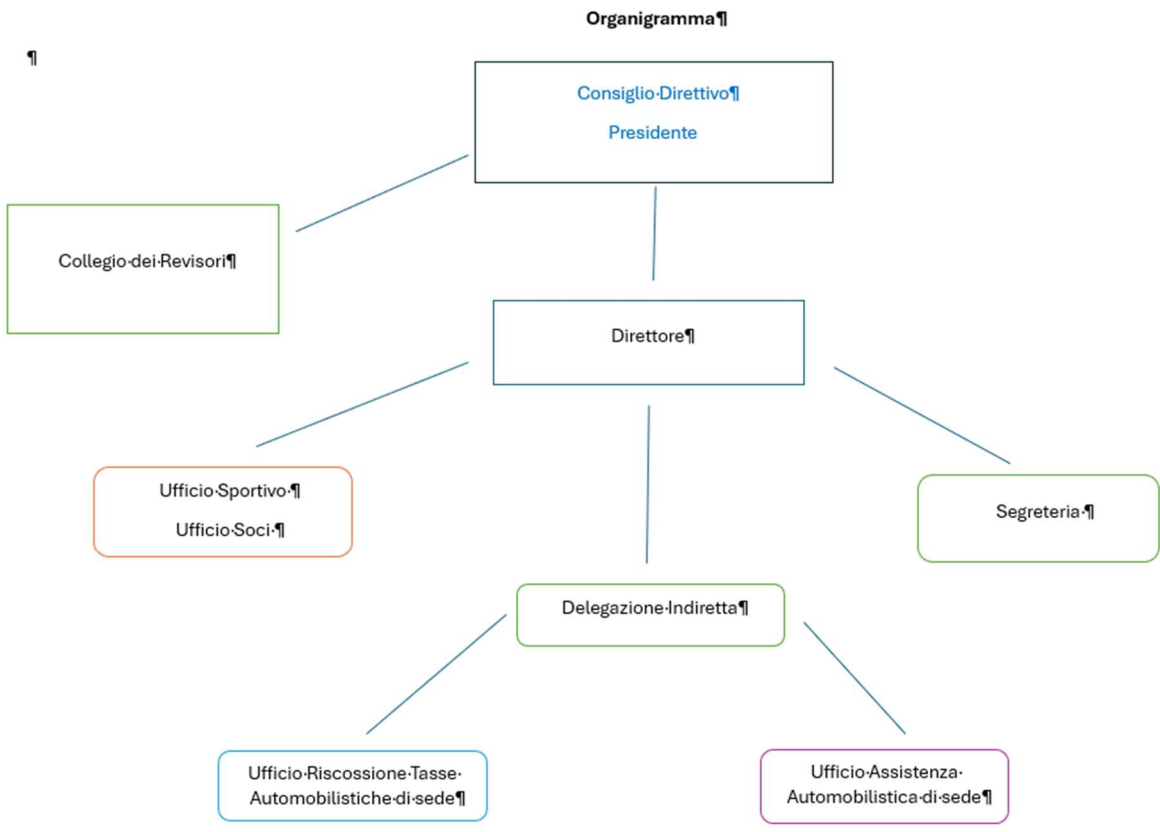 Organigramma¶
¶
Consiglio·Direttivo¶
Presidente
Collegio·dei·Revisori¶
Direttore¶
Ufficio·Sportivo·¶
Ufficio·Soci·¶
Segreteria·¶
Delegazione·Indiretta¶
Ufficio·Riscossione·Tasse·
Automobilistiche·di·sede¶
Ufficio·Assistenza·
Automobilistica·di·sede¶